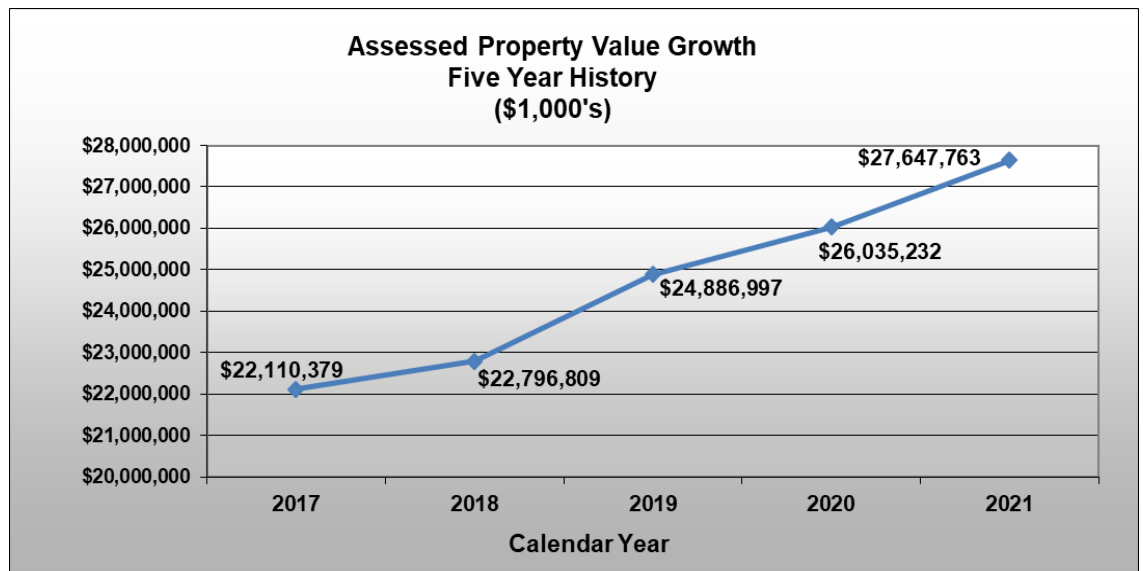 Assessed Property Value Growth
Five Year History
($1,000's)
$28,000,000
$27,000,000
$26,000,000
$25,000,000
$24,000,000
$23,000,000
$22,000,000
$21,000,000
$20,000,000
$22,110,379
$22,796,809
$24,886,997
$26,035,232
$27,647,763
2017 2018 2019 2020 2021
Calendar Year